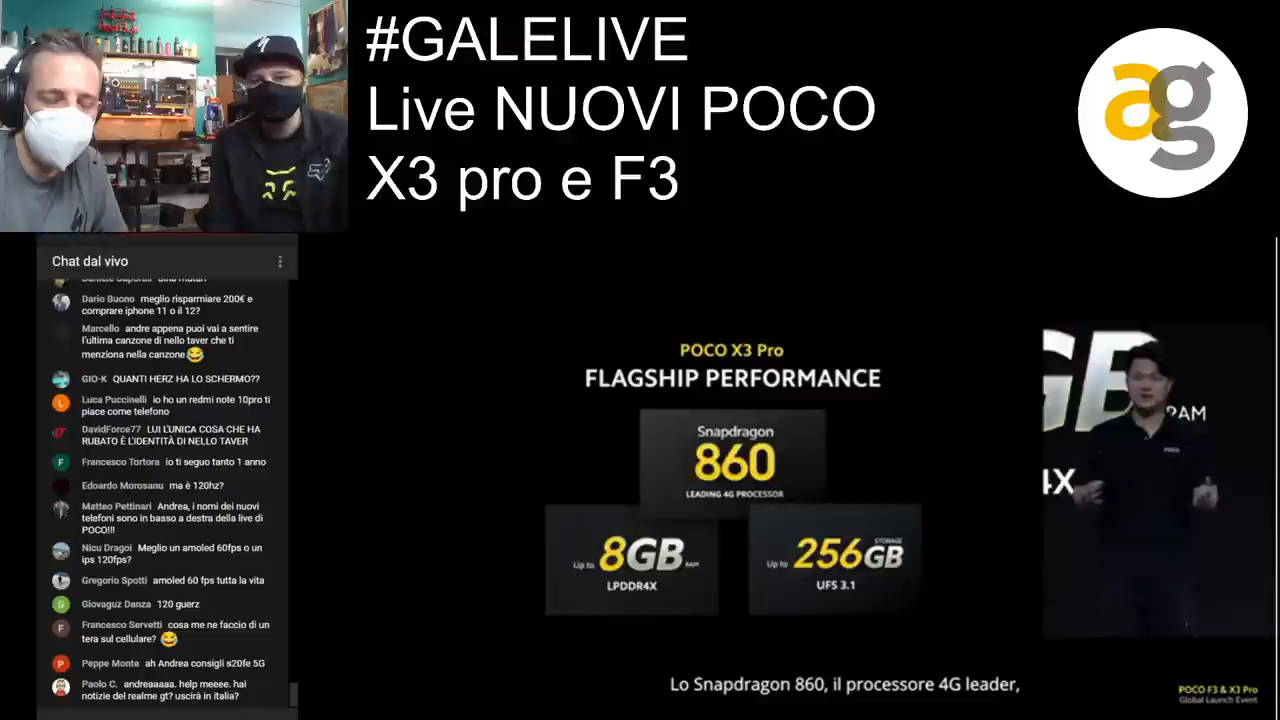 #GALELIVE
Live NUOVI POCO
X3 pro e F3
ag
Chat dal vivo
Dario Buono meglio risparmiare 200€ e
comprare iphone 11 o il 12?
Marcello andre appena puoi vai a sentire
l'ultima canzone di nello taver che ti
menziona nella canzone😂
GIO-K QUANTI HERZ HA LO SCHERMO??
Luca Puccinelli io ho un redmi note 10pro ti
piace come telefono
DavidForce77 LUI L'UNICA COSA CHE HA
RUBATO È L'IDENTITÀ DI NELLO TAVER
Francesco Tortora io ti seguo tanto 1 anno
Edoardo Morosanu ma è 120hz?
Matteo Pettinari Andrea, i nomi dei nuovi
telefoni sono in basso a destra della live di
POCO!!!
Nicu Dragoi Meglio un amoled 60fps o un
ips 120fps?
Gregorio Spotti amoled 60 fps tutta la vita
Giovaguz Danza 120 guerz
Francesco Servetti cosa me ne faccio di un
tera sul cellulare? 😂
Peppe Monte ah Andrea consigli s20fe 5G
Paolo C. andreaaaaa. help meeee. hai
notizie del realme gt? uscirà in italia?
POCO X3 Pro
FLAGSHIP PERFORMANCE
Snapdragon
860
LEADING 4G PROCESSOR
Up to 8GB RAM
LPDDR4X
Up to 256GB STORAGE
UFS 3.1
GB
RAM
4X
POCO
Lo Snapdragon 860, il processore 4G leader,
POCO F3 & X3 Pro
Global Launch Event